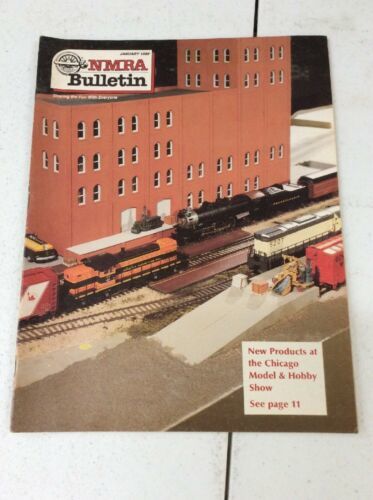 JANUARY 1986
NMRA
Bulletin
Sharing the Fun With Everyone
New Products at
the Chicago
Model & Hobby
Show
See page 11